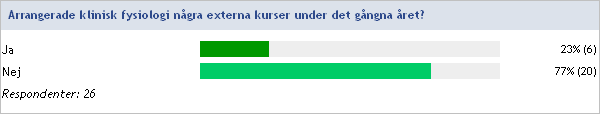 Arrangerade klinisk fysiologi några externa kurser under det gångna året?
Ja 23% (6)
Nej 77% (20)
Respondenter: 26